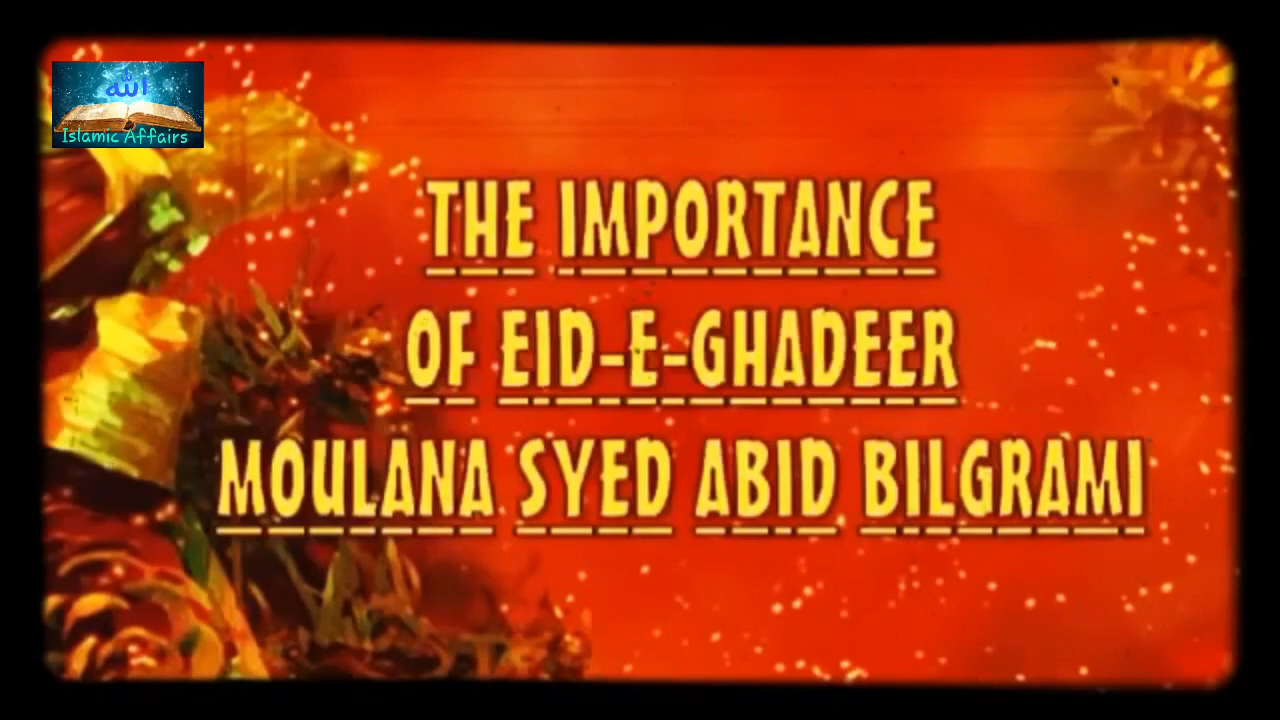 الله
Islamic Affairs
THE IMPORTANCE
OF EID-E-GHADEER
MOULANA SYED ABID BILGRAMI